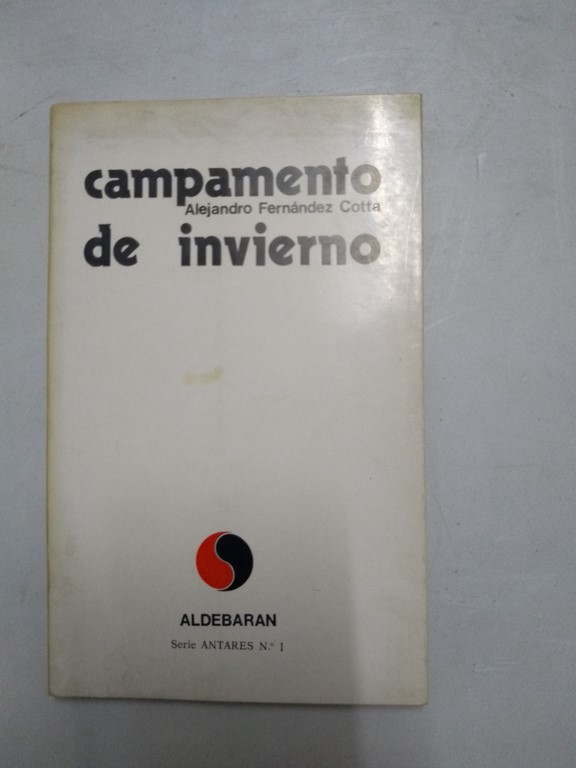 campamento
Alejandro Fernández Cotta
de invierno
ALDEBARAN
Serie ANTARES N.º 1